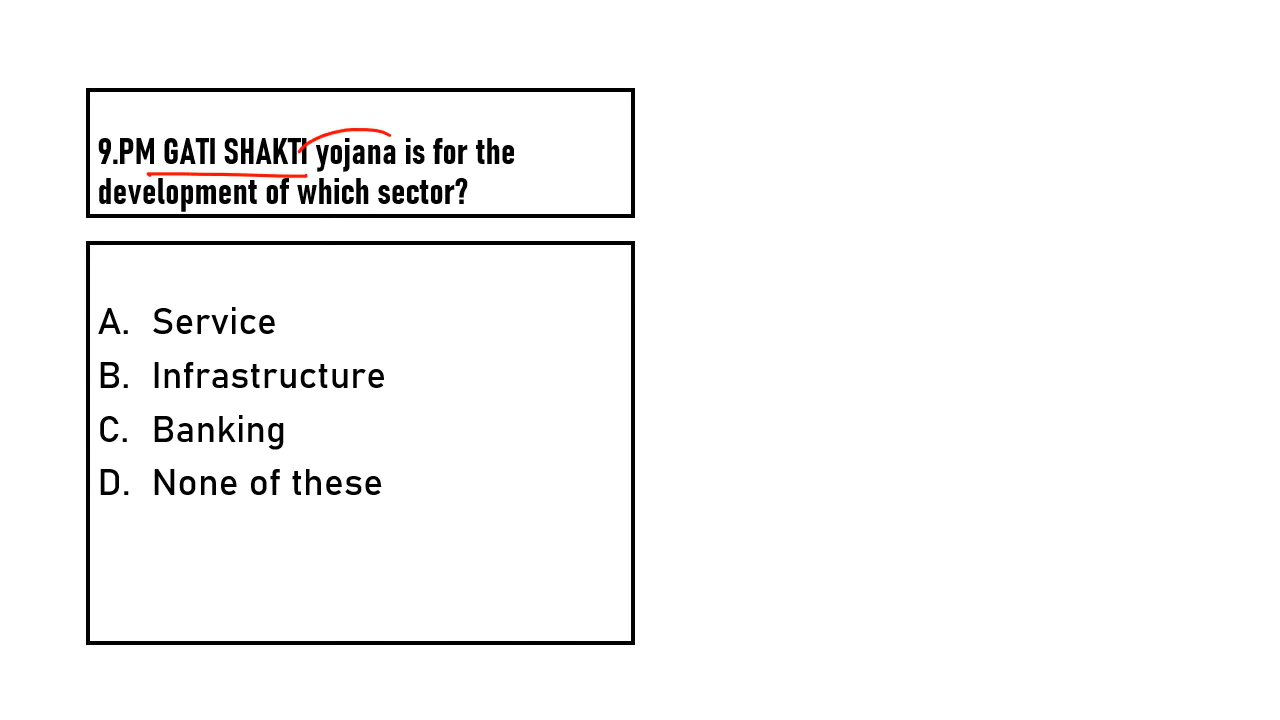 9.PM GATI SHAKTI yojana is for the
development of which sector?
A. Service
B. Infrastructure
C. Banking
D. None of these